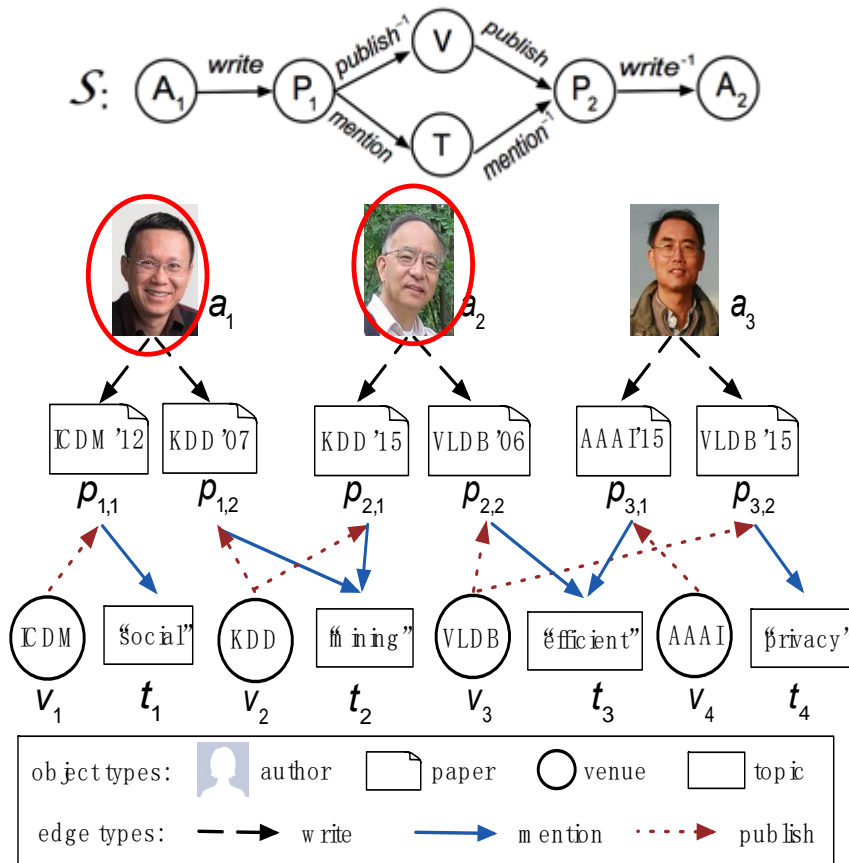 S: A1 write P1 publish-1 V publish P2 write-1 A2
mention T mention-1
a1 a2 a3
ICDM '12 KDD '07 KDD '15 VLDB '06 AAAI'15 VLDB '15
p1,1 p1,2 p2,1 p2,2 p3,1 p3,2
ICDM "social" KDD "mining" VLDB "efficient" AAAI "privacy"
v1 t1 v2 t2 v3 t3 v4 t4
object types: author paper venue topic
edge types: write mention publish